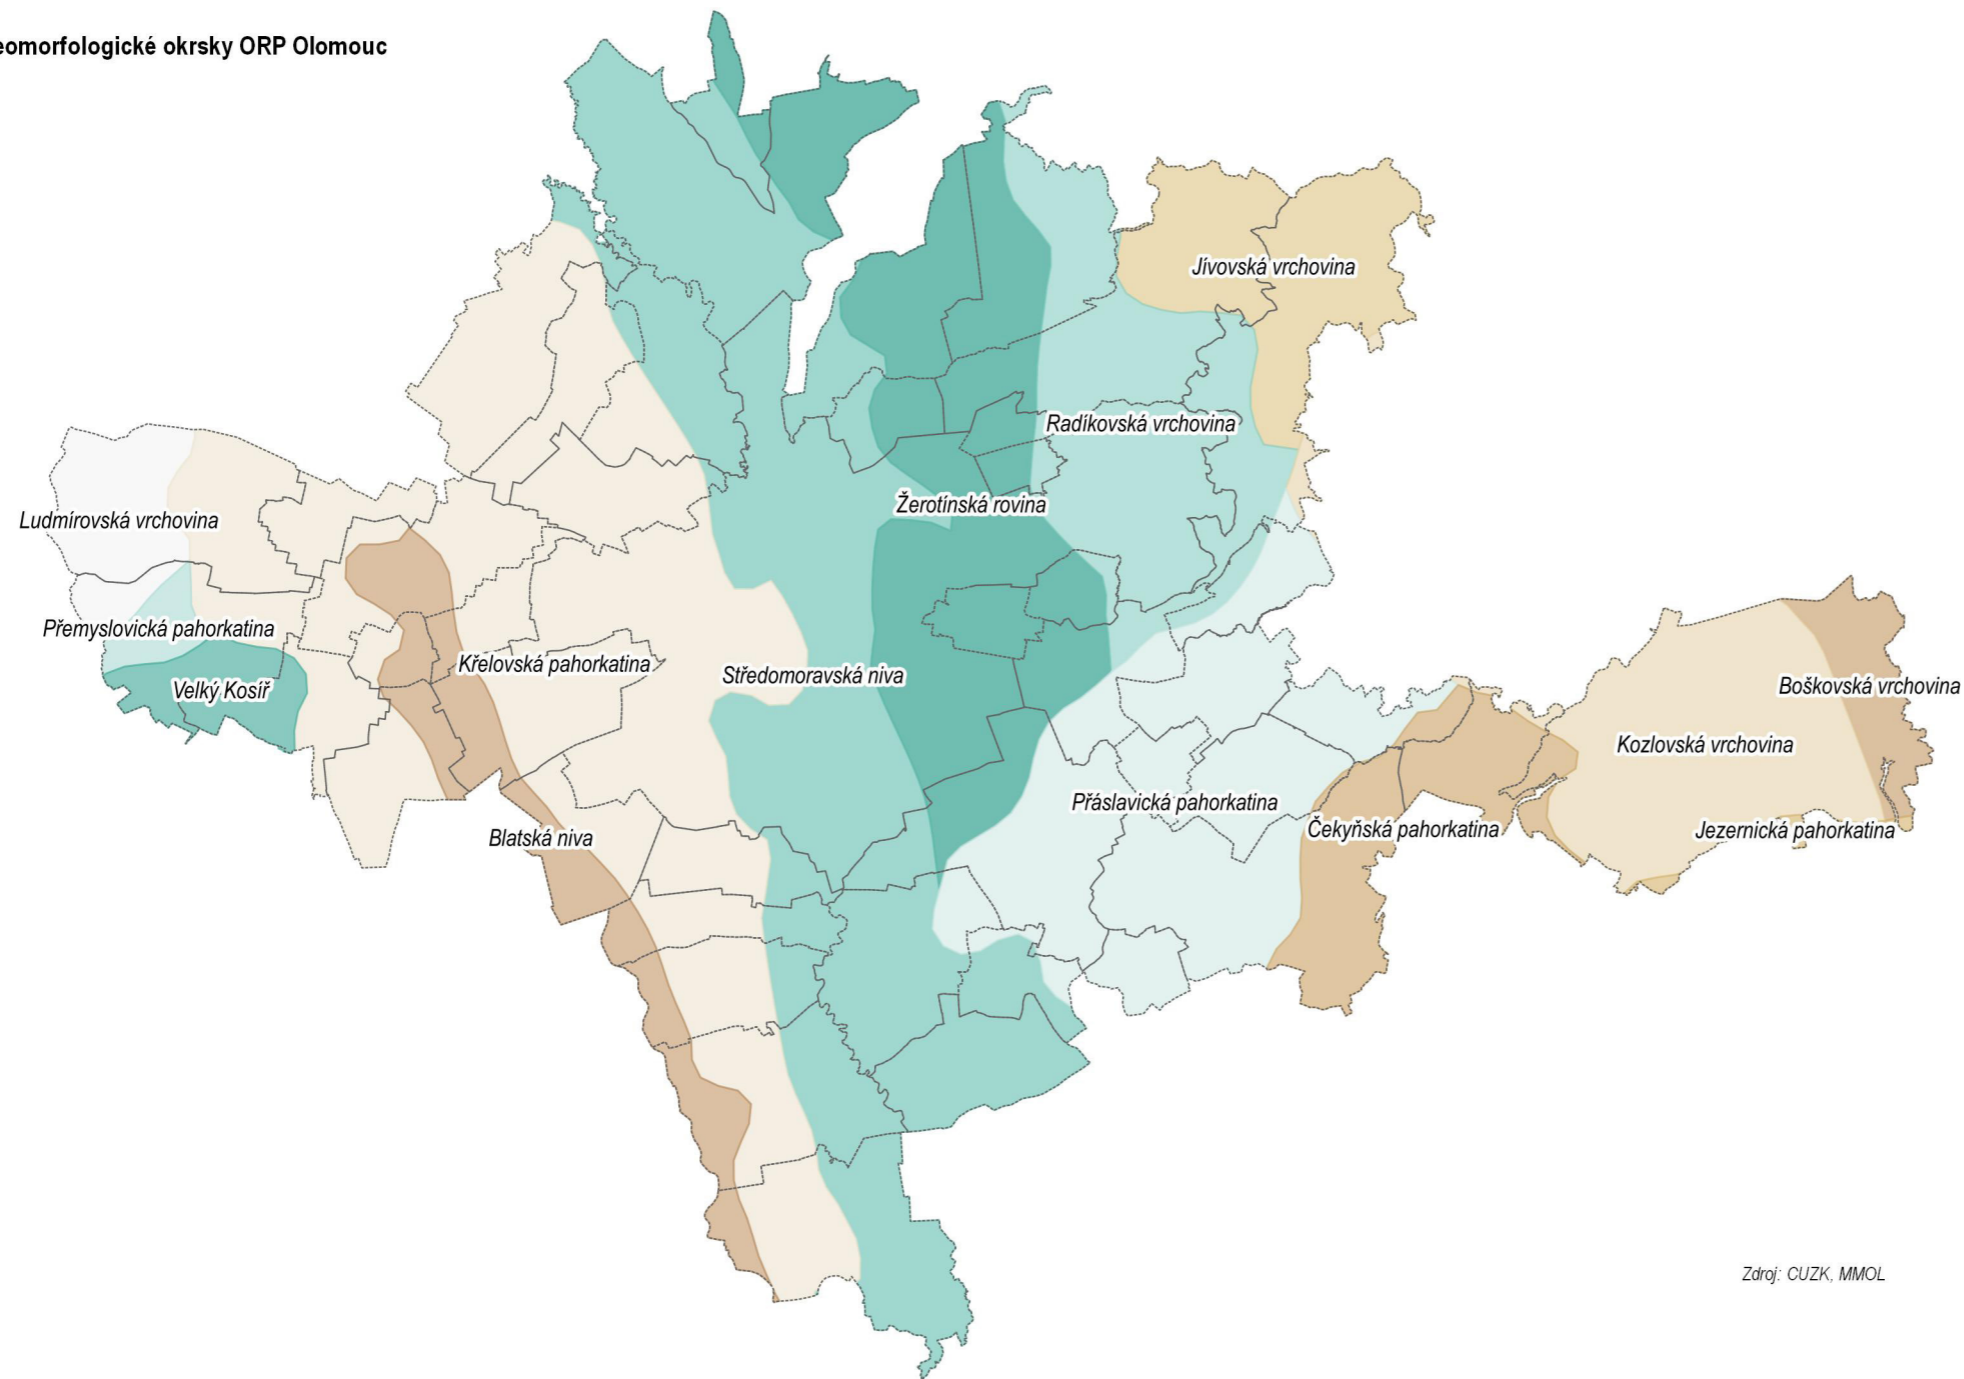 eomorfologické okrsky ORP Olomouc
Jívovská vrchovina
Radíkovská vrchovina
Žerotínská rovina
Ludmírovská vrchovina
Přemyslovická pahorkatina
Křelovská pahorkatina
Středomoravská niva
Velký Kosíř
Boškovská vrchovina
Kozlovská vrchovina
Přáslavická pahorkatina
Čekyňská pahorkatina
Jezernická pahorkatina
Blatská niva
Zdroj: CUZK, MMOL